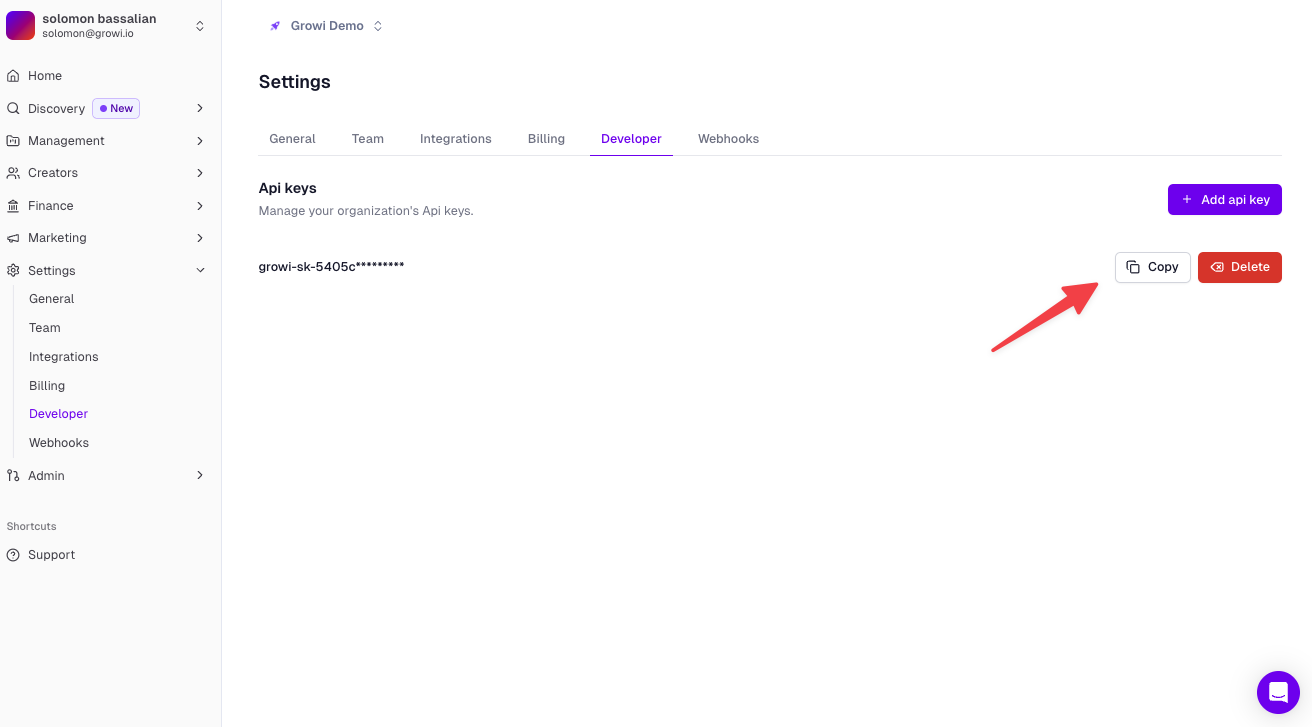 solomon bassalian
solomon@growi.io
Home
Discovery New
Management
Creators
Finance
Marketing
Settings
General
Team
Integrations
Billing
Developer
Webhooks
Admin
Shortcuts
Support
Growi Demo
Settings
General Team Integrations Billing Developer Webhooks
Api keys
Manage your organization's Api keys.
+ Add api key
growi-sk-5405c*********
Copy Delete